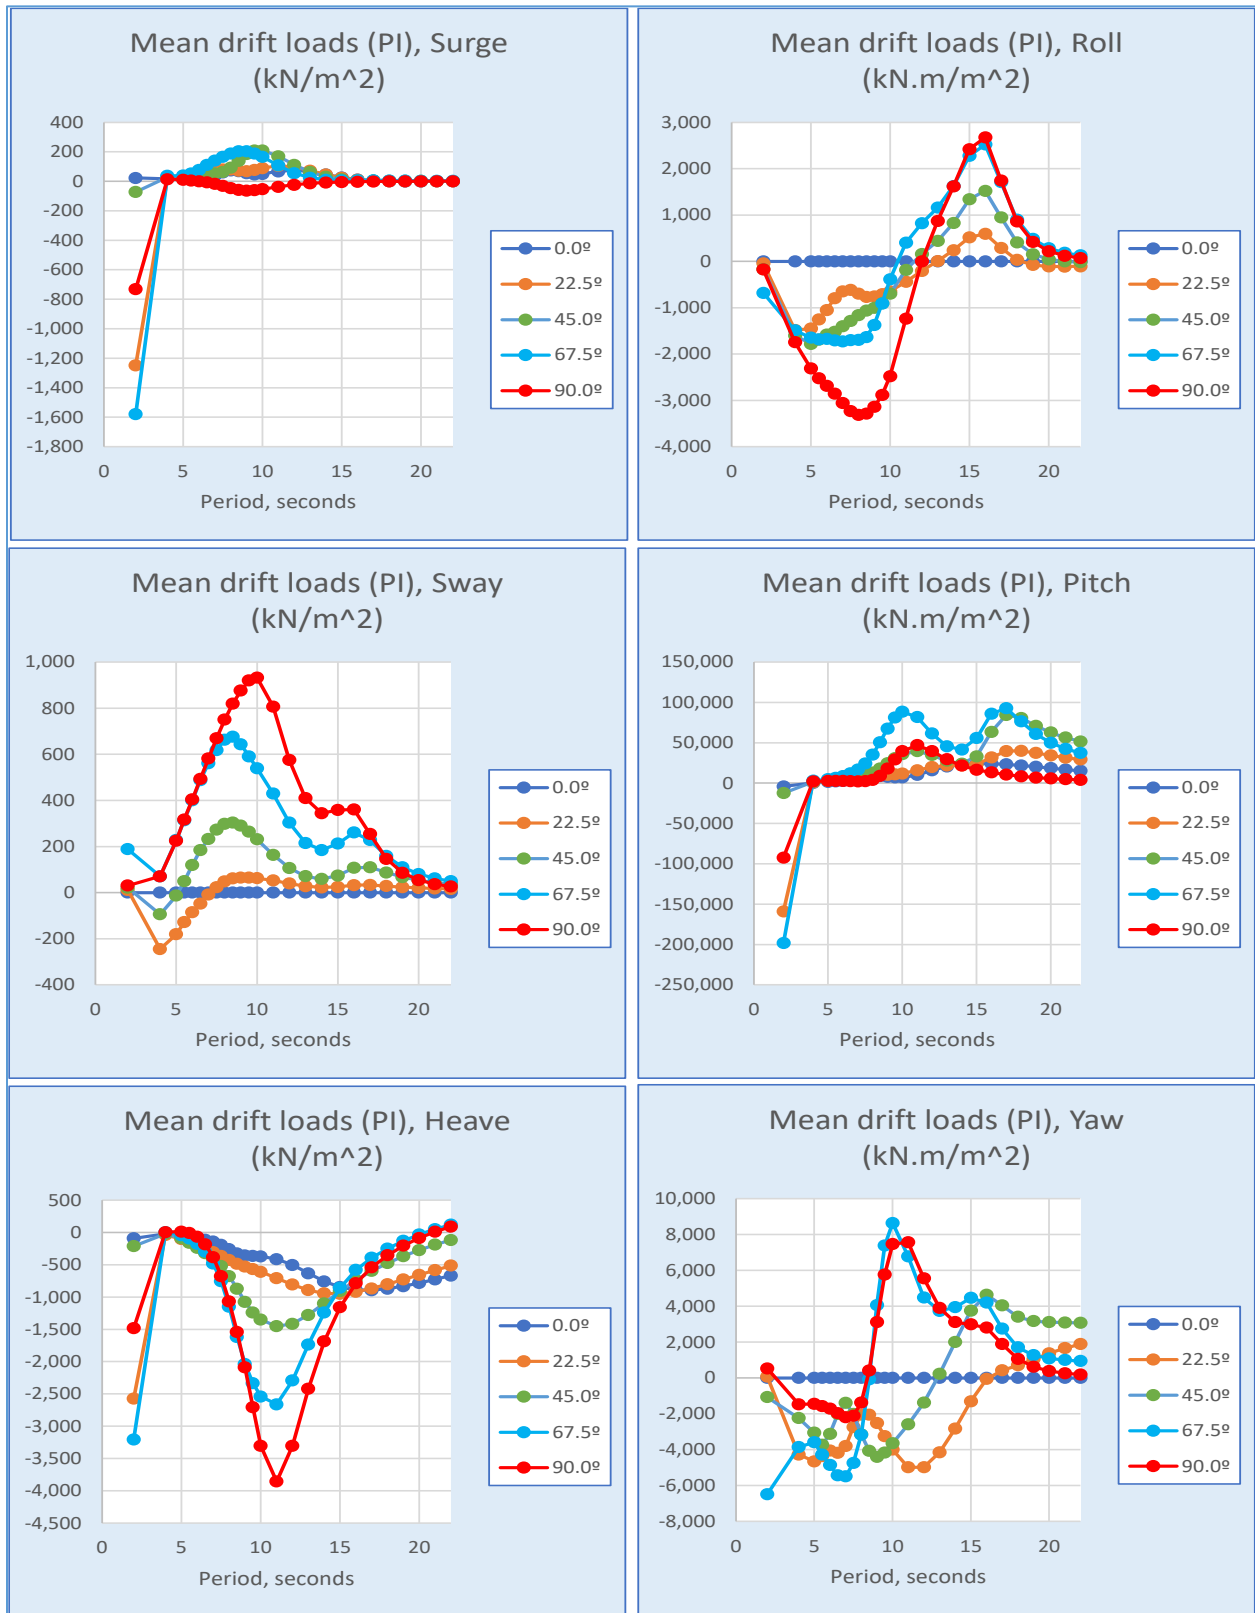 Mean drift loads (PI), Surge
(kN/m^2)
400
200
0
-200
-400
-600
-800
-1,000
-1,200
-1,400
-1,600
-1,800
0 5 10 15 20
Period, seconds
0.0º
22.5º
45.0º
67.5º
90.0º
Mean drift loads (PI), Roll
(kN.m/m^2)
3,000
2,000
1,000
0
-1,000
-2,000
-3,000
-4,000
0 5 10 15 20
Period, seconds
0.0º
22.5º
45.0º
67.5º
90.0º
Mean drift loads (PI), Sway
(kN/m^2)
1,000
800
600
400
200
0
-200
-400
0 5 10 15 20
Period, seconds
0.0º
22.5º
45.0º
67.5º
90.0º
Mean drift loads (PI), Pitch
(kN.m/m^2)
150,000
100,000
50,000
0
-50,000
-100,000
-150,000
-200,000
-250,000
0 5 10 15 20
Period, seconds
0.0º
22.5º
45.0º
67.5º
90.0º
Mean drift loads (PI), Heave
(kN/m^2)
500
0
-500
-1,000
-1,500
-2,000
-2,500
-3,000
-3,500
-4,000
-4,500
0 5 10 15 20
Period, seconds
0.0º
22.5º
45.0º
67.5º
90.0º
Mean drift loads (PI), Yaw
(kN.m/m^2)
10,000
8,000
6,000
4,000
2,000
0
-2,000
-4,000
-6,000
-8,000
0 5 10 15 20
Period, seconds
0.0º
22.5º
45.0º
67.5º
90.0º